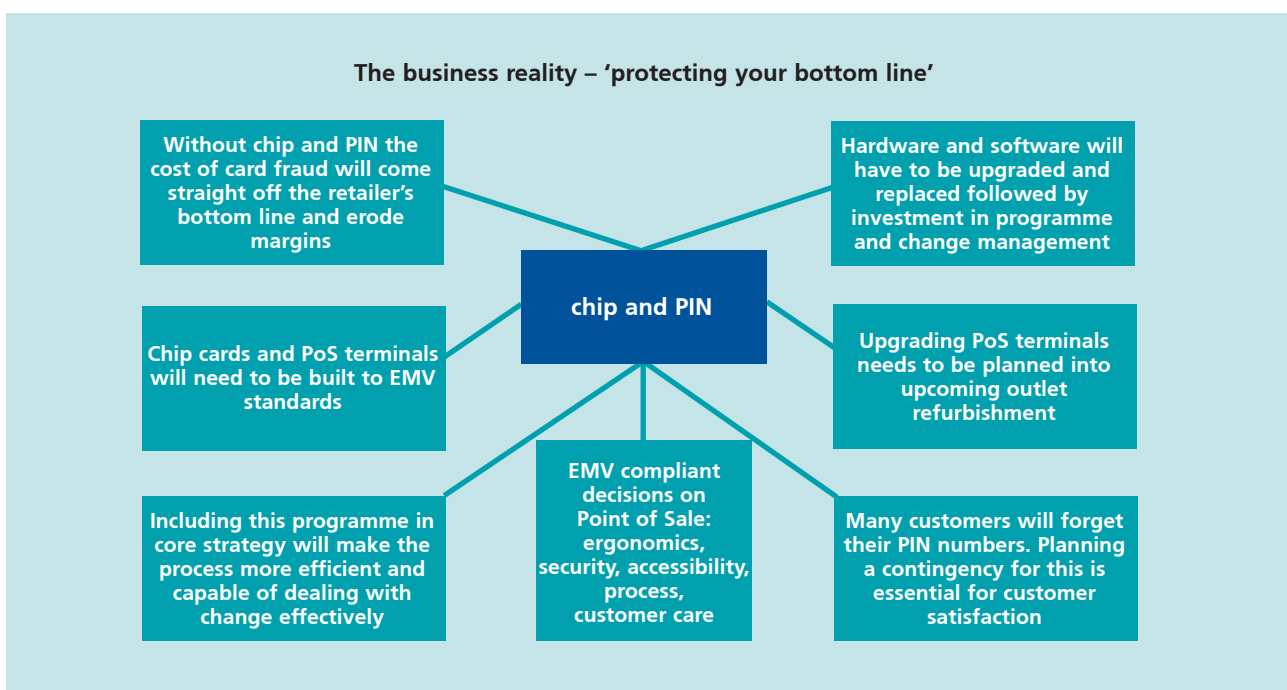 The business reality – ‘protecting your bottom line’
Without chip and PIN the
cost of card fraud will come
straight off the retailer’s
bottom line and erode
margins
Hardware and software will
have to be upgraded and
replaced followed by
investment in programme
and change management
chip and PIN
Chip cards and PoS terminals
will need to be built to EMV
standards
Upgrading PoS terminals
needs to be planned into
upcoming outlet
refurbishment
Including this programme in
core strategy will make the
process more efficient and
capable of dealing with
change effectively
EMV compliant
decisions on
Point of Sale:
ergonomics,
security, accessibility,
process,
customer care
Many customers will forget
their PIN numbers. Planning
a contingency for this is
essential for customer
satisfaction